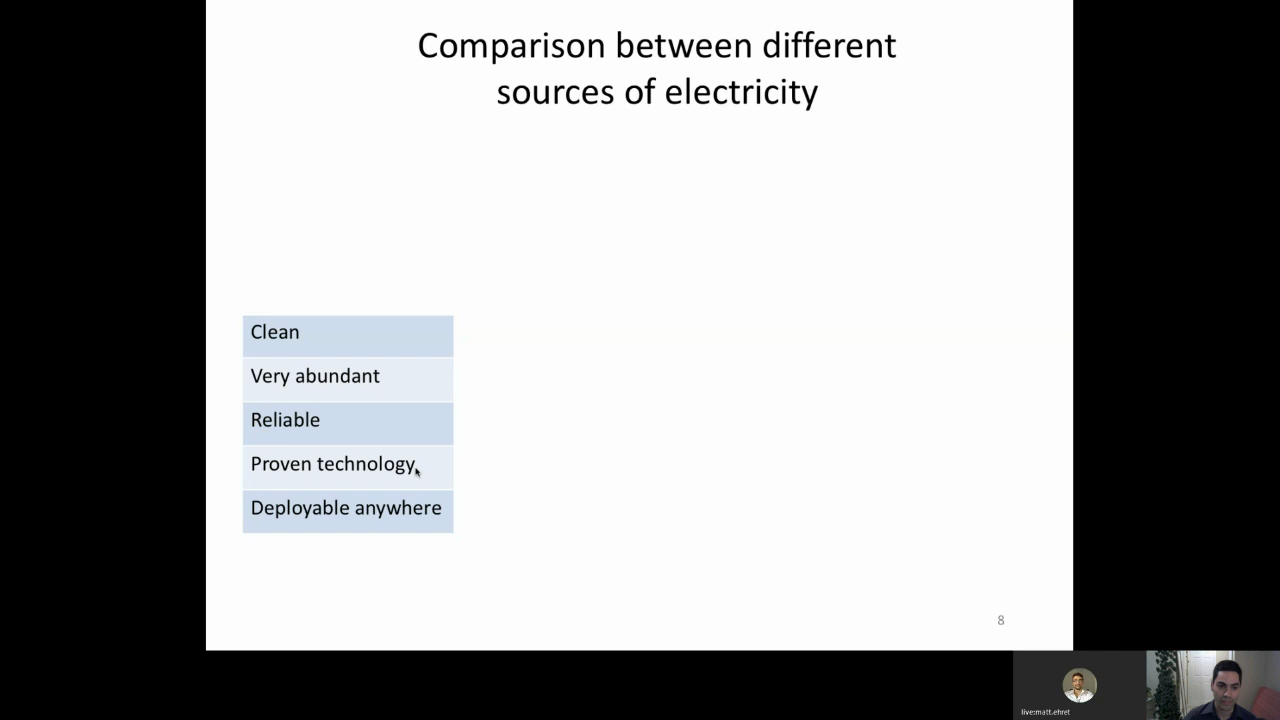 Comparison between different
sources of electricity
Clean
Very abundant
Reliable
Proven technology
Deployable anywhere
8
live:matt.ehret